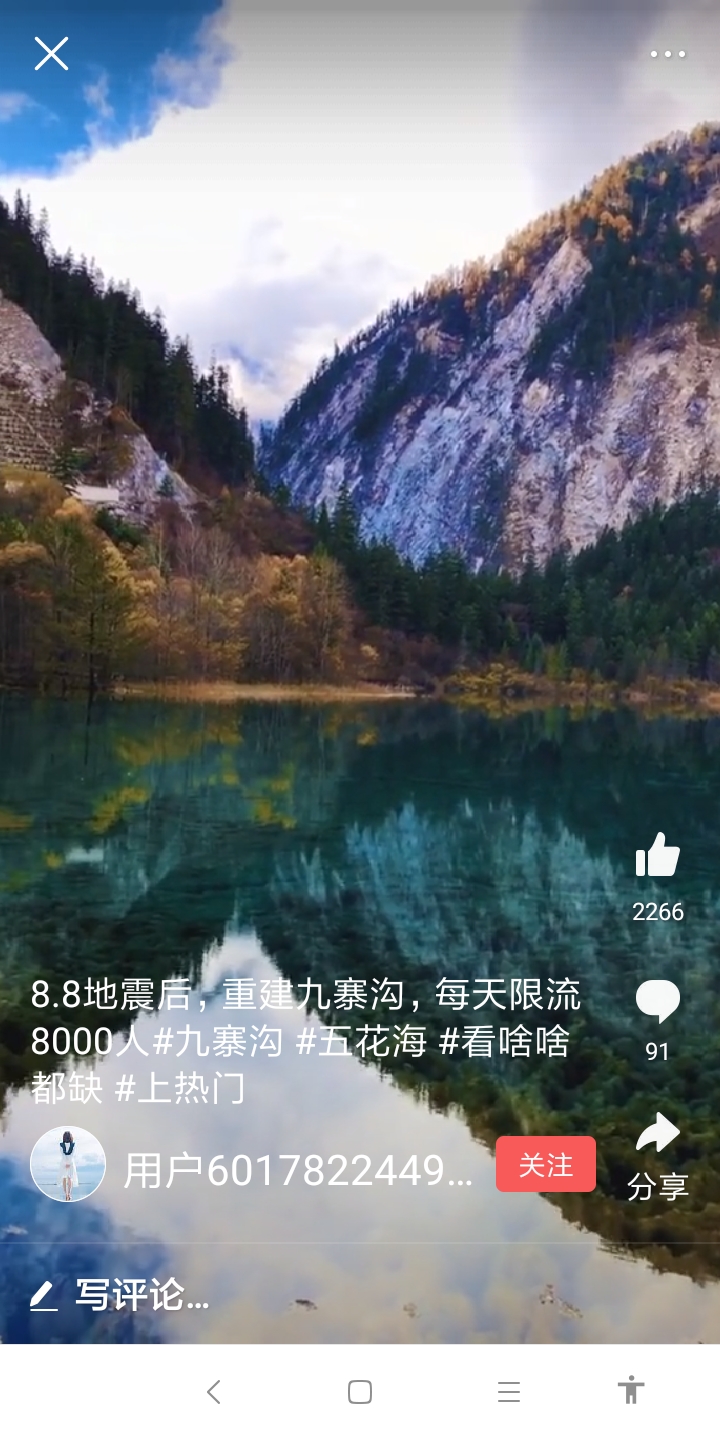 2266
8.8地震后，重建九寨沟，每天限流
8000人#九寨沟 #五花海 #看啥啥
都缺 #上热门
91
用户6017822449...
关注
分享
写评论...